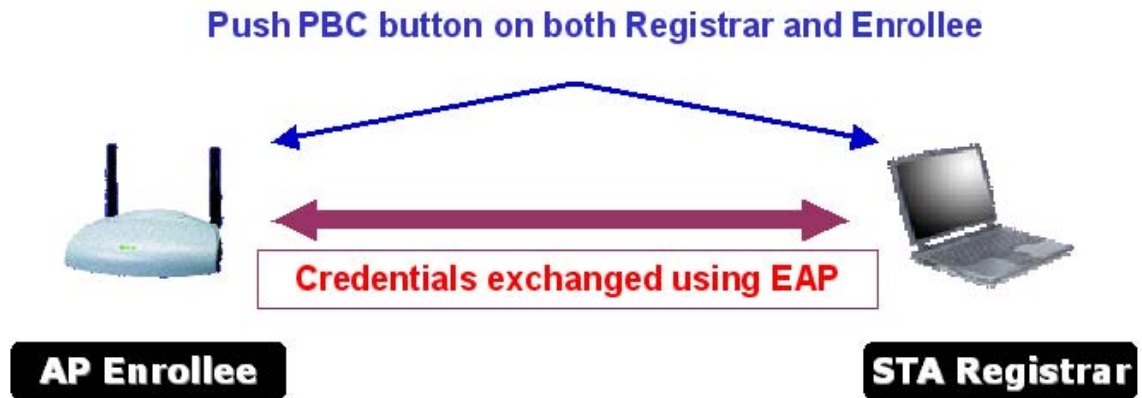 Push PBC button on both Registrar and Enrollee
Credentials exchanged using EAP
AP Enrollee
STA Registrar